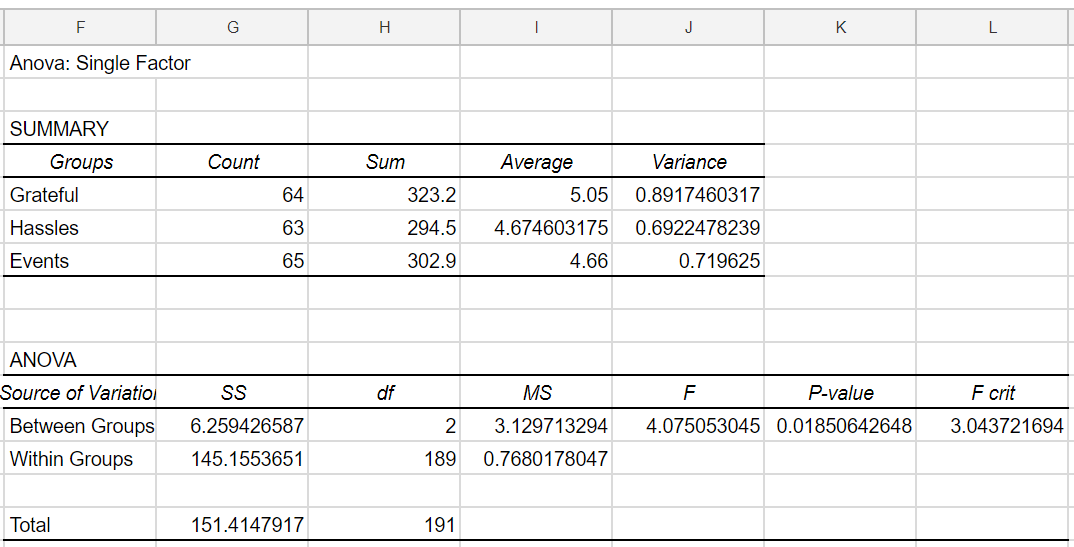 F G H I J K L
Anova: Single Factor
SUMMARY
Groups Count Sum Average Variance
Grateful 64 323.2 5.05 0.8917460317
Hassles 63 294.5 4.674603175 0.6922478239
Events 65 302.9 4.66 0.719625
ANOVA
Source of Variation SS df MS F P-value F crit
Between Groups 6.259426587 2 3.129713294 4.075053045 0.01850642648 3.043721694
Within Groups 145.1553651 189 0.7680178047
Total 151.4147917 191